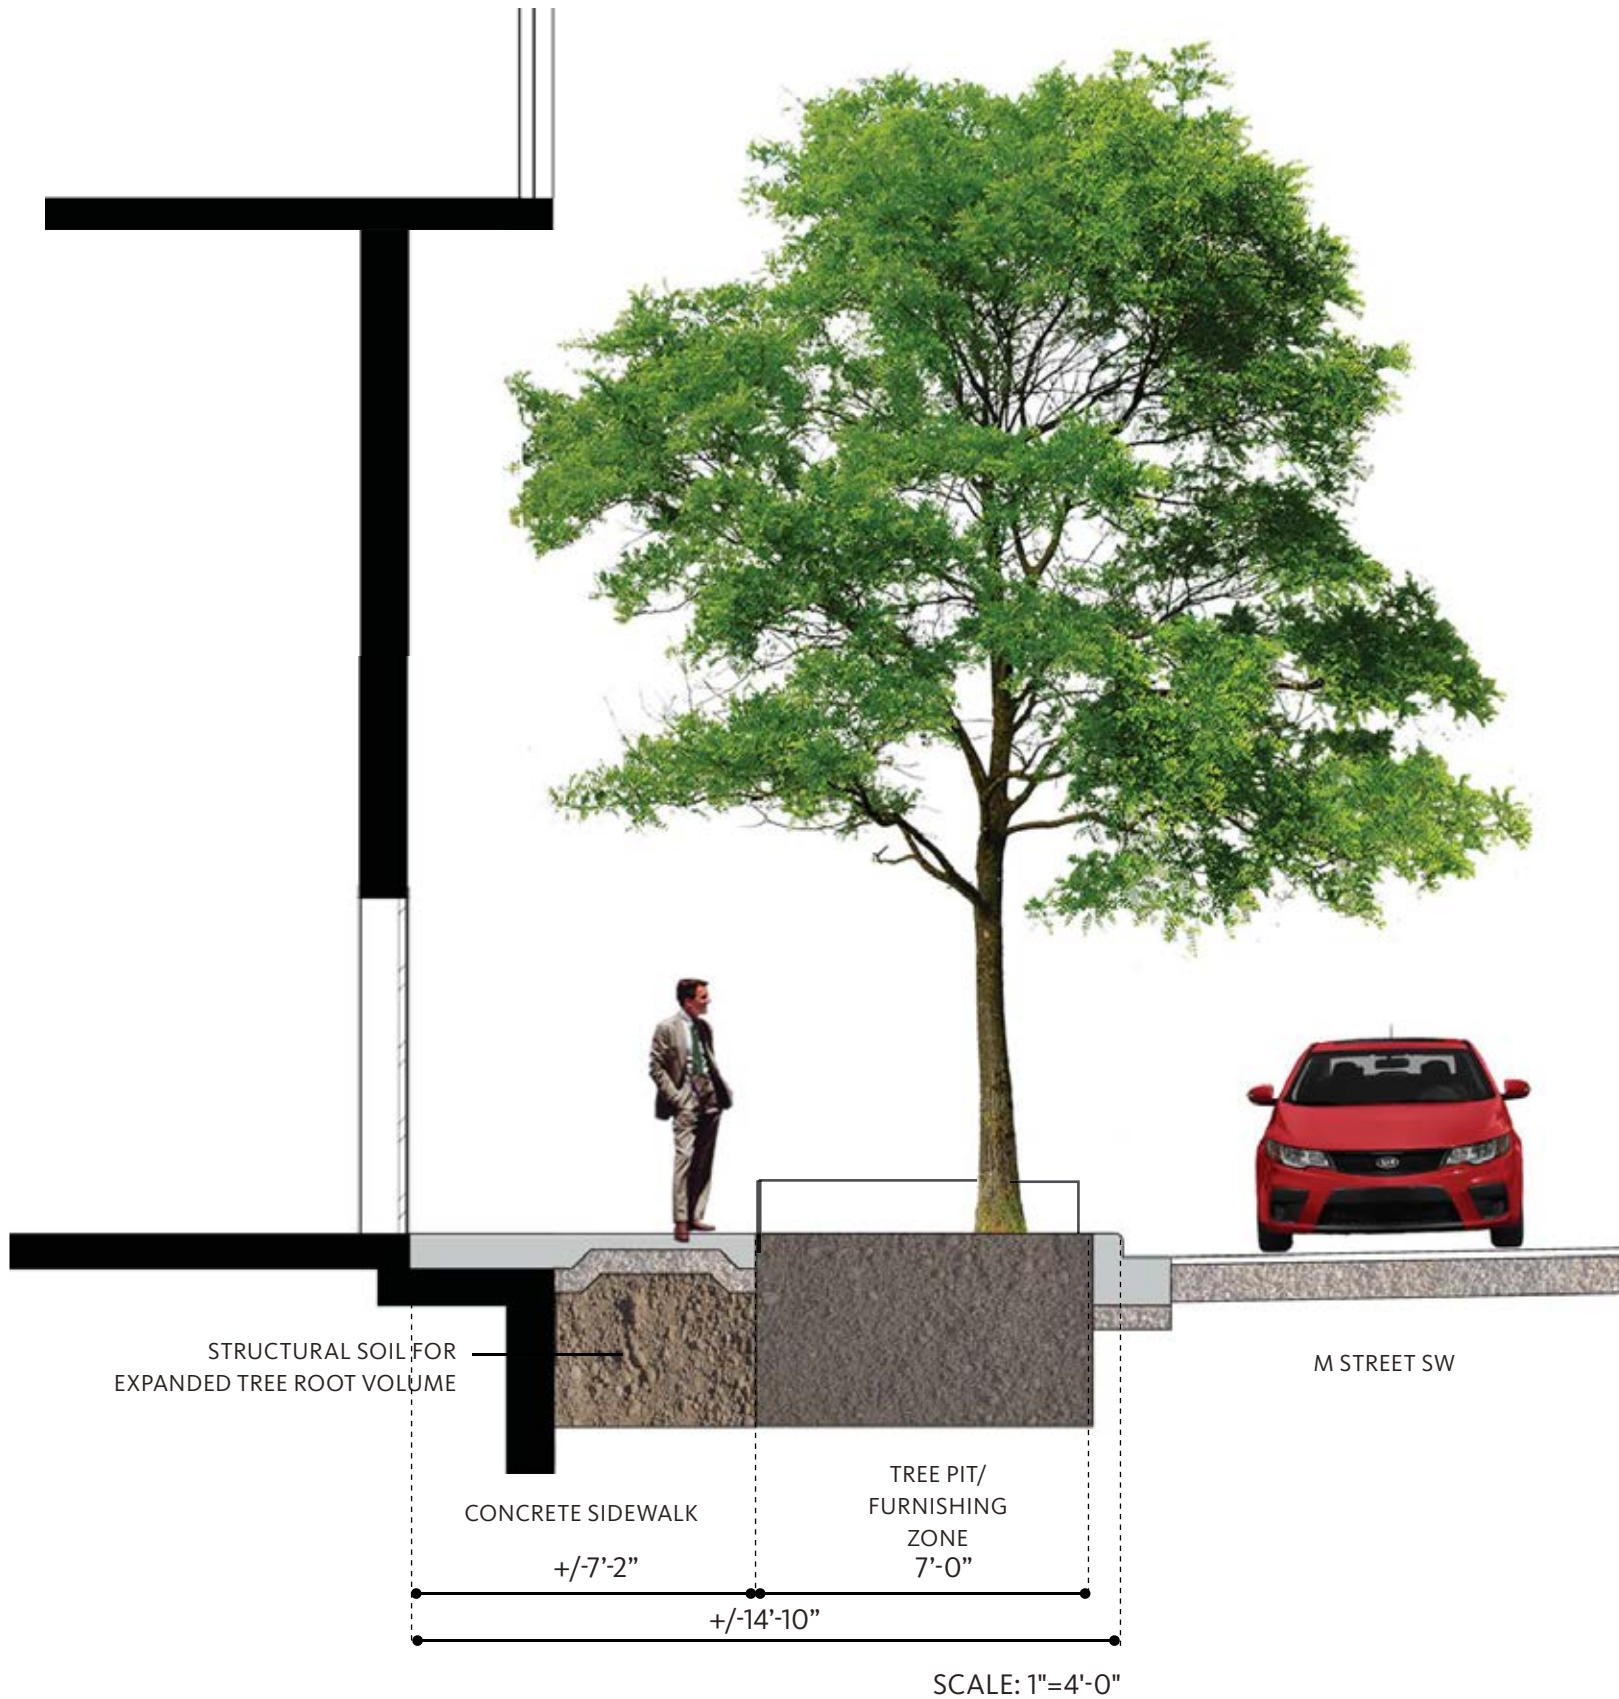 STRUCTURAL SOIL FOR
EXPANDED TREE ROOT VOLUME
M STREET SW
CONCRETE SIDEWALK
+/-7’-2”
TREE PIT/
FURNISHING
ZONE
7’-0”
+/-14’-10”
SCALE: 1"=4'-0"